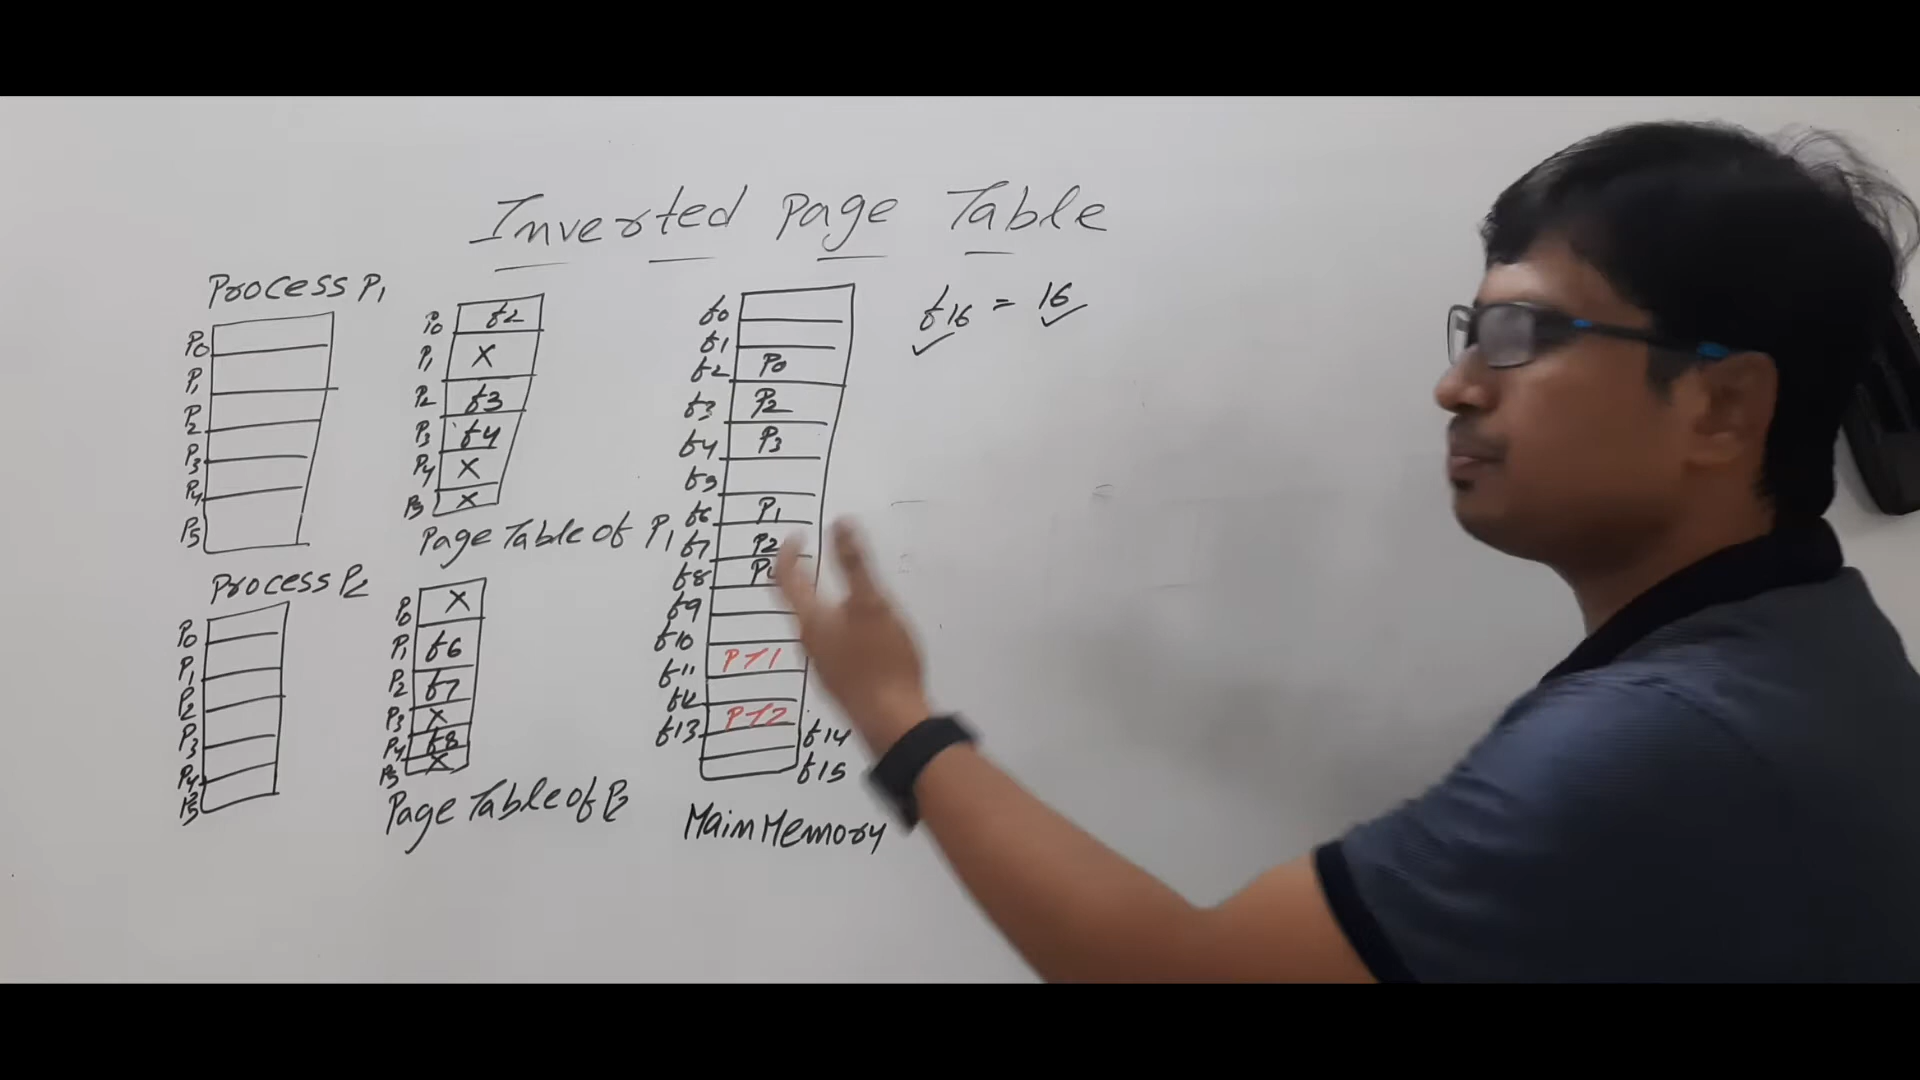 Inverted Page Table
Process P1
P0
P1
P2
P3
P4
P5
P0 f2
P1 X
P2 f3
P3 f4
P4 X
P5 X
Page Table of P1
Process P2
P0
P1
P2
P3
P4
P5
P0 X
P1 f6
P2 f7
P3 X
P4 f8
P5 X
Page Table of P2
f0
f1
f2 P0
f3 P2
f4 P3
f5
f6 P1
f7 P2
f8
f9
f10
f11 PT1
f12
f13 PT2
f14
f15
Main Memory
f16 = 16